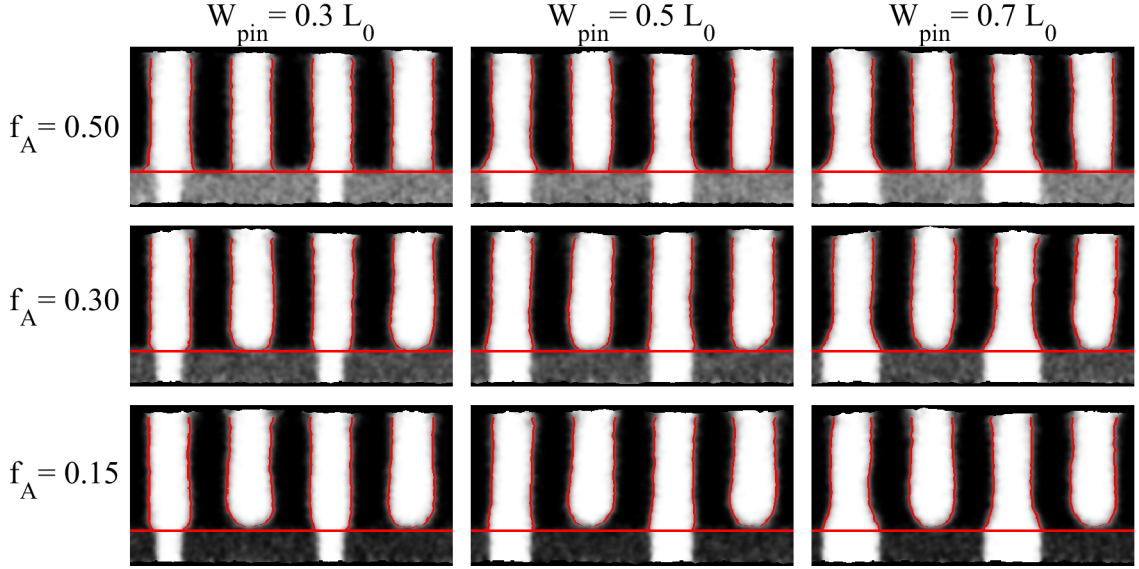 W_pin = 0.3 L_0 W_pin = 0.5 L_0 W_pin = 0.7 L_0
f_A = 0.50
f_A = 0.30
f_A = 0.15